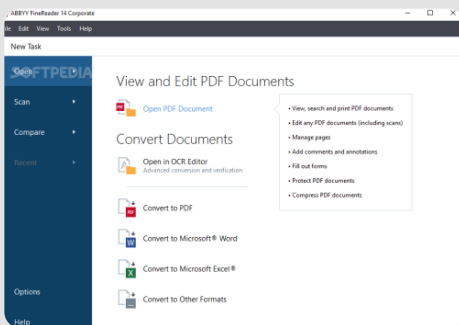 ABBYY FineReader 14 Corporate
File Edit View Tools Help
New Task
Open
SOFTPEDIA
Scan
Compare
Recent
Options
Help
View and Edit PDF Documents
Open PDF Document
• View, search and print PDF documents
• Edit any PDF documents (including scans)
• Manage pages
• Add comments and annotations
• Fill out forms
• Protect PDF documents
• Compress PDF documents
Convert Documents
Open in OCR Editor
Advanced conversion and verification
Convert to PDF
Convert to Microsoft® Word
Convert to Microsoft Excel®
Convert to Other Formats